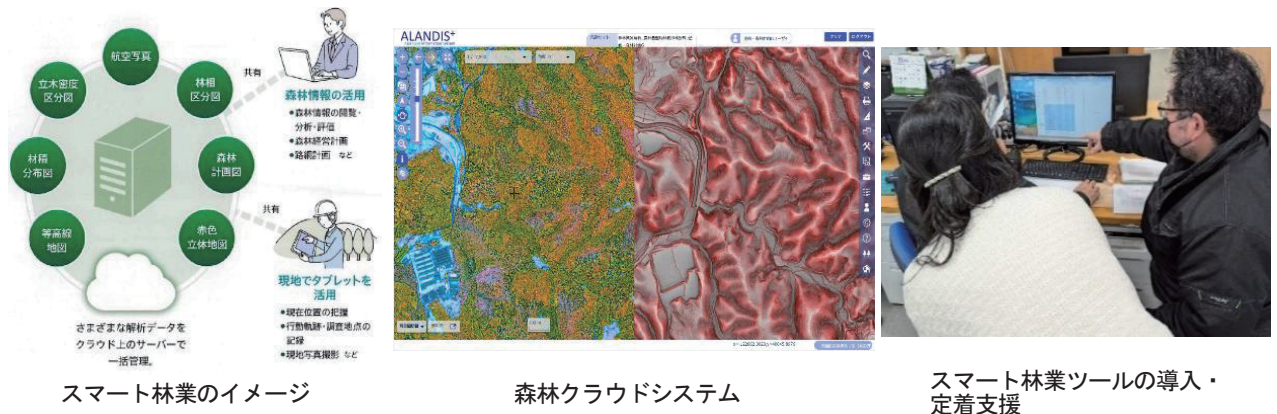 航空写真
立木密度
区分図
林相
区分図
材積
分布図
森林
計画図
等高線
地図
赤色
立体地図
さまざまな解析データを
クラウド上のサーバーで
一括管理。
共有
森林情報の活用
●森林情報の閲覧・
分析・評価
●森林経営計画
●路網計画 など
共有
現地でタブレットを
活用
●現在位置の把握
●行動軌跡・調査地点の
記録
●現地写真撮影 など
スマート林業のイメージ
ALANDIS+
ログアウト
森林クラウドシステム
スマート林業ツールの導入・
定着支援